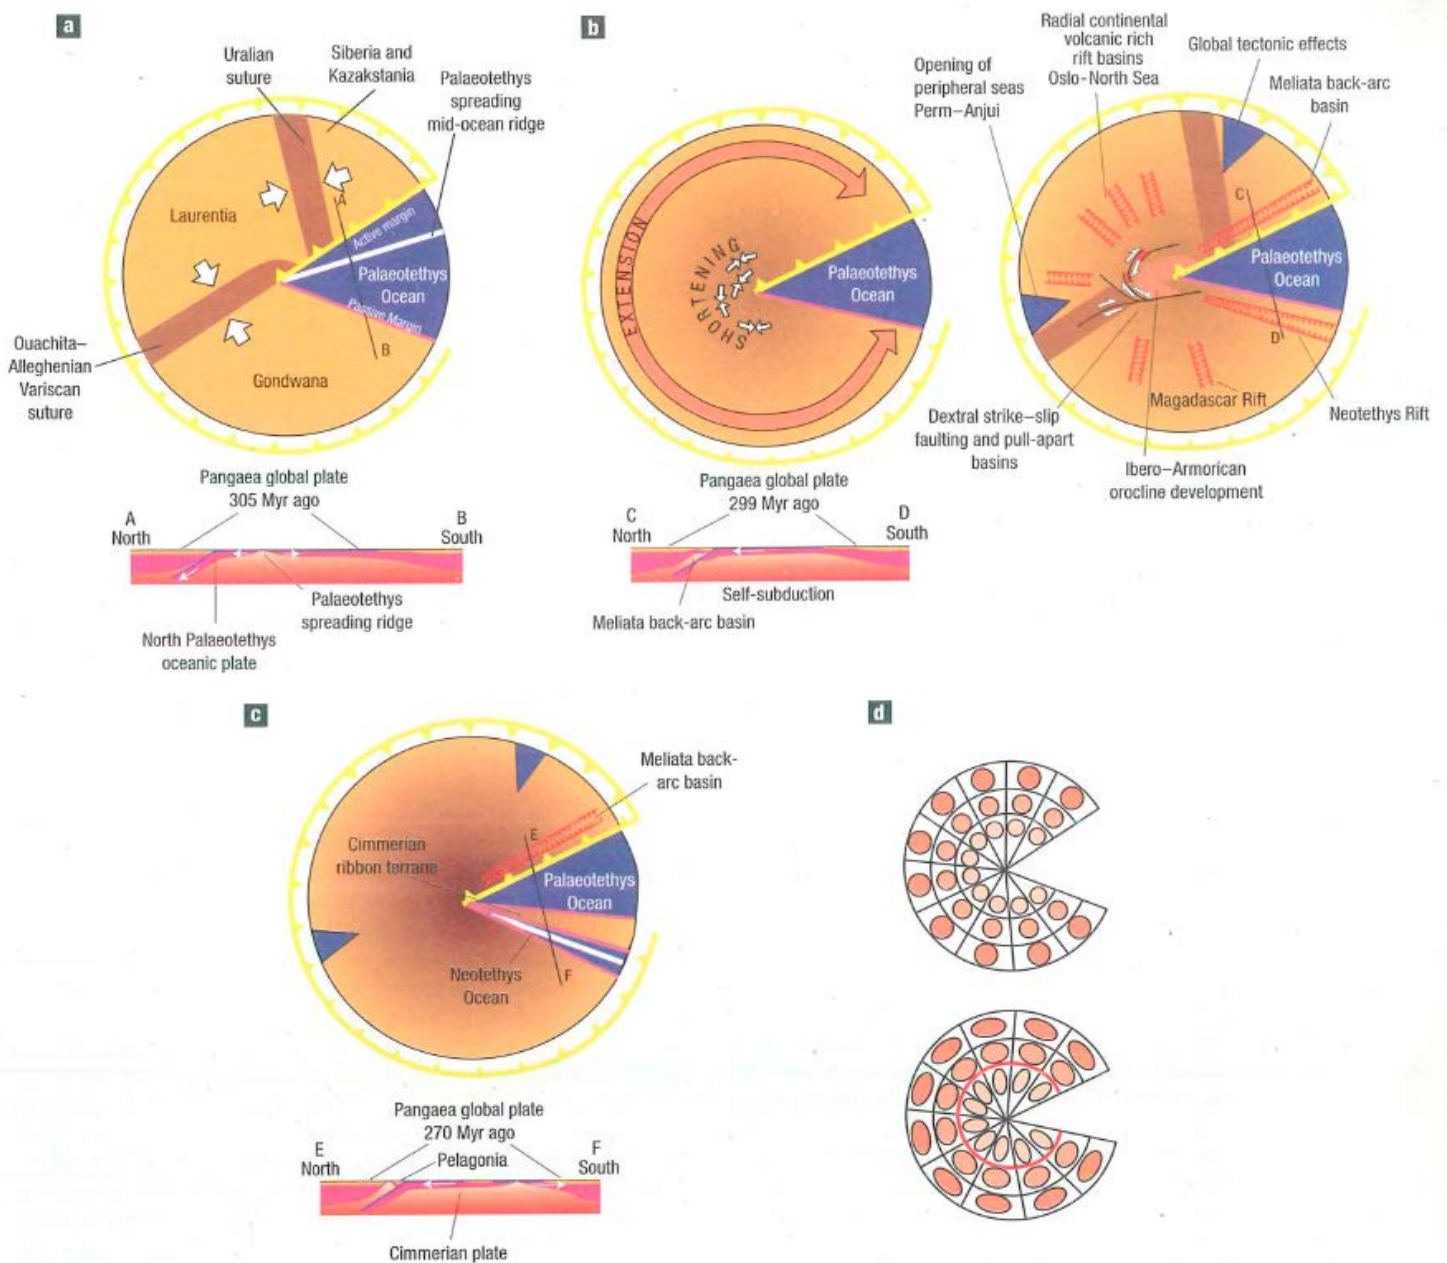 a
Uralian
suture
Siberia and
Kazakstania
Palaeotethys
spreading
mid-ocean ridge
Laurentia
A
Active margin
Palaeotethys
Ocean
Passive Margin
B
Ouachita–
Alleghenian
Variscan
suture
Gondwana
Pangaea global plate
305 Myr ago
A
North
B
South
Palaeotethys
spreading ridge
North Palaeotethys
oceanic plate
b
EXTENSION
SHORTENING
Palaeotethys
Ocean
Radial continental
volcanic rich
rift basins
Oslo-North Sea
Global tectonic effects
Opening of
peripheral seas
Perm–Anjui
Meliata back-arc
basin
C
Palaeotethys
Ocean
D
Magadascar Rift
Neotethys Rift
Dextral strike–slip
faulting and pull-apart
basins
Ibero–Armorican
orocline development
Pangaea global plate
299 Myr ago
C
North
D
South
Self-subduction
Meliata back-arc basin
c
Meliata back-
arc basin
Cimmerian
ribbon terrane
E
Palaeotethys
Ocean
Neotethys
Ocean
F
Pangaea global plate
270 Myr ago
E
North
Pelagonia
F
South
Cimmerian plate
d